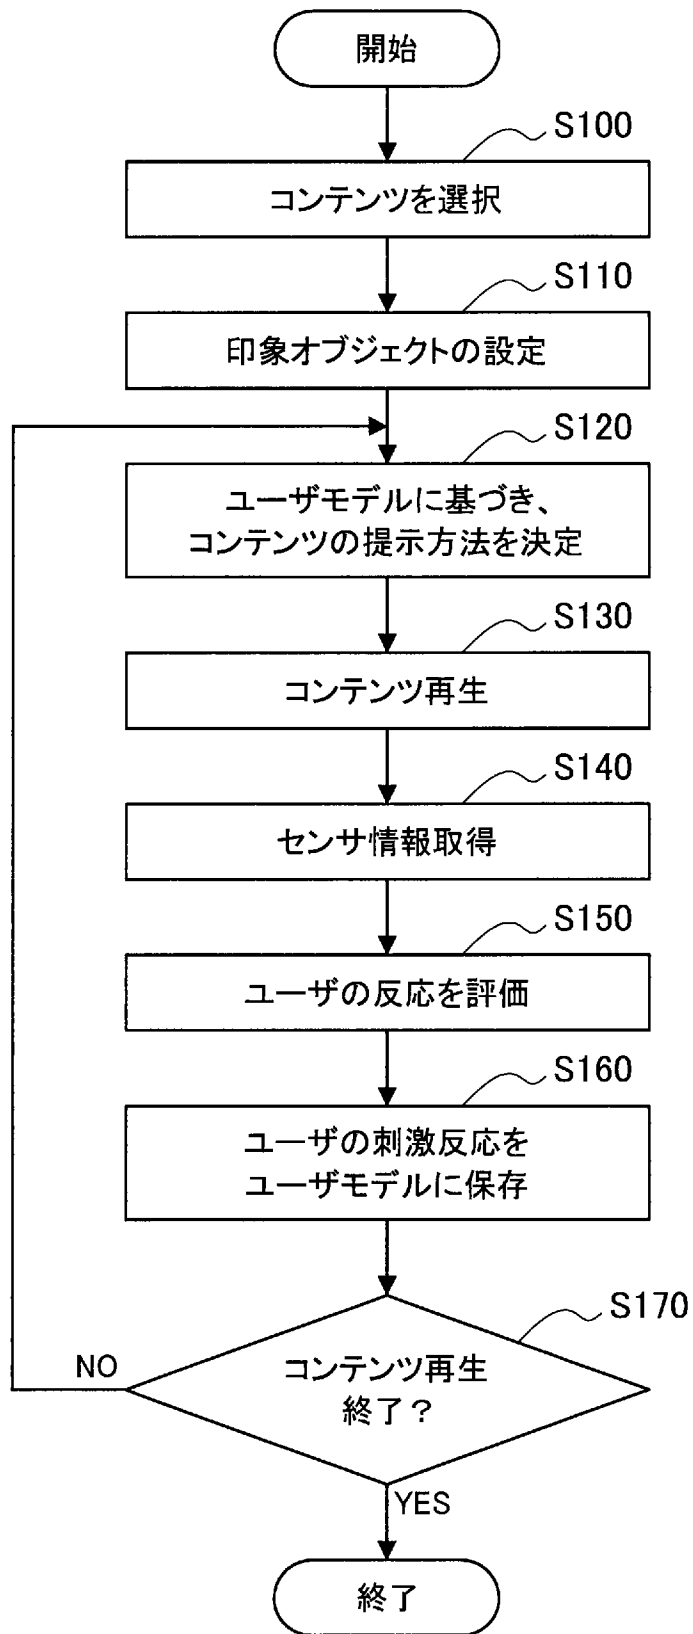 開始
S100
コンテンツを選択
S110
印象オブジェクトの設定
S120
ユーザモデルに基づき、
コンテンツの提示方法を決定
S130
コンテンツ再生
S140
センサ情報取得
S150
ユーザの反応を評価
S160
ユーザの刺激反応を
ユーザモデルに保存
S170
コンテンツ再生
終了？
NO
YES
終了